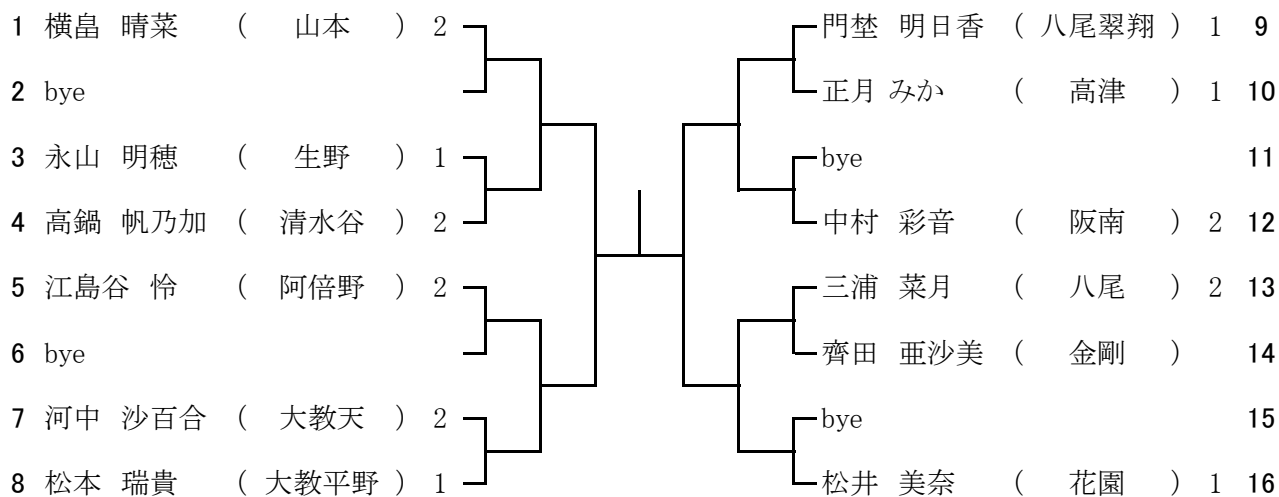 1 横畠 晴菜 ( 山本 ) 2
2 bye
3 永山 明穂 ( 生野 ) 1
4 高鍋 帆乃加 ( 清水谷 ) 2
5 江島谷 怜 ( 阿倍野 ) 2
6 bye
7 河中 沙百合 ( 大教天 ) 2
8 松本 瑞貴 ( 大教平野 ) 1
門埜 明日香 ( 八尾翠翔 ) 1 9
正月 みか ( 高津 ) 1 10
bye 11
中村 彩音 ( 阪南 ) 2 12
三浦 菜月 ( 八尾 ) 2 13
齊田 亜沙美 ( 金剛 ) 14
bye 15
松井 美奈 ( 花園 ) 1 16